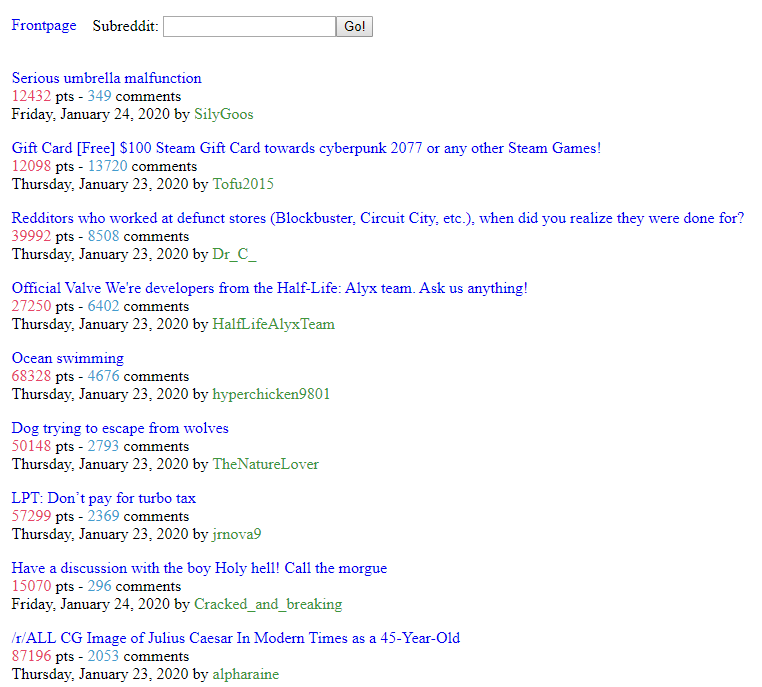 Frontpage Subreddit: Go!
Serious umbrella malfunction
12432 pts - 349 comments
Friday, January 24, 2020 by SilyGoos
Gift Card [Free] $100 Steam Gift Card towards cyberpunk 2077 or any other Steam Games!
12098 pts - 13720 comments
Thursday, January 23, 2020 by Tofu2015
Redditors who worked at defunct stores (Blockbuster, Circuit City, etc.), when did you realize they were done for?
39992 pts - 8508 comments
Thursday, January 23, 2020 by Dr_C_
Official Valve We're developers from the Half-Life: Alyx team. Ask us anything!
27250 pts - 6402 comments
Thursday, January 23, 2020 by HalfLifeAlyxTeam
Ocean swimming
68328 pts - 4676 comments
Thursday, January 23, 2020 by hyperchicken9801
Dog trying to escape from wolves
50148 pts - 2793 comments
Thursday, January 23, 2020 by TheNatureLover
LPT: Don’t pay for turbo tax
57299 pts - 2369 comments
Thursday, January 23, 2020 by jrnova9
Have a discussion with the boy Holy hell! Call the morgue
15070 pts - 296 comments
Friday, January 24, 2020 by Cracked_and_breaking
/r/ALL CG Image of Julius Caesar In Modern Times as a 45-Year-Old
87196 pts - 2053 comments
Thursday, January 23, 2020 by alpharaine